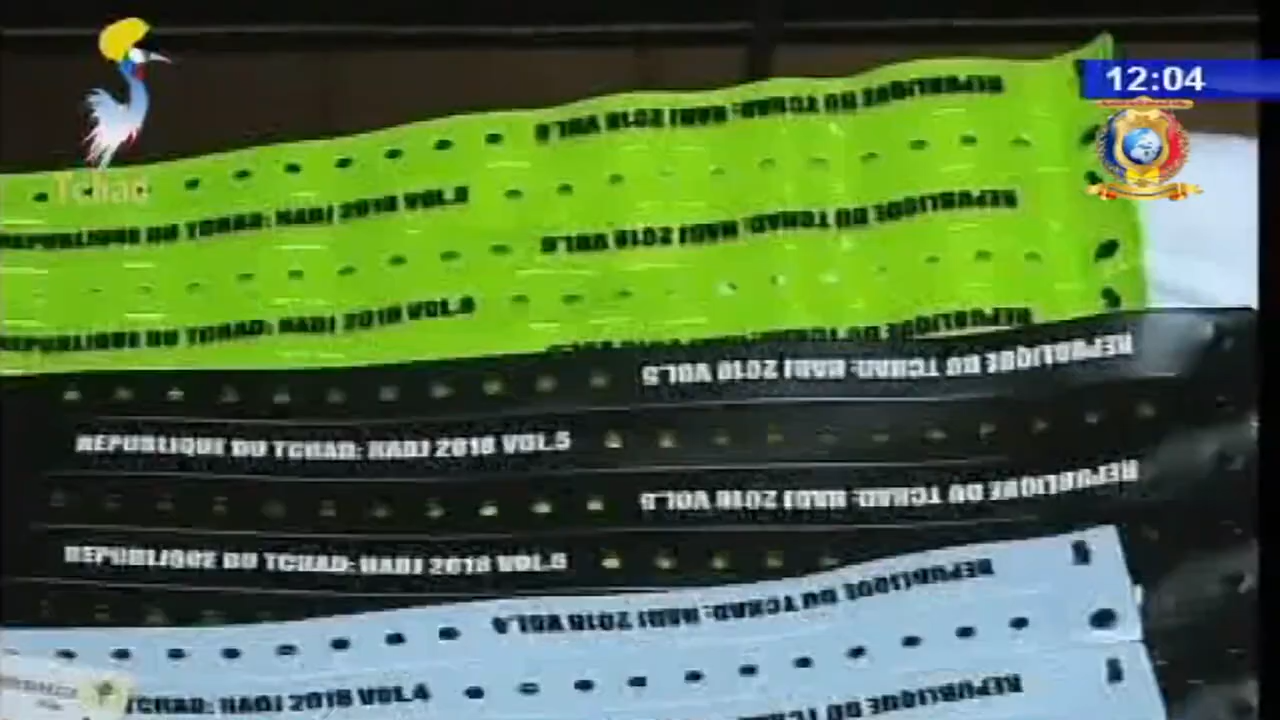 12:04
Tchad
REPUBLIQUE DU TCHAD: HADJ 2018 VOL.6
REPUBLIQUE DU TCHAD: HADJ 2018 VOL.6
REPUBLIQUE DU TCHAD: HADJ 2018 VOL.6
REPUBLIQUE DU TCHAD: HADJ 2018 VOL.6
REPUBLIQUE DU TCHAD: HADJ 2018 VOL.5
REPUBLIQUE DU TCHAD: HADJ 2018 VOL.5
REPUBLIQUE DU TCHAD: HADJ 2018 VOL.5
REPUBLIQUE DU TCHAD: HADJ 2018 VOL.5
REPUBLIQUE DU TCHAD: HADJ 2018 VOL.4
TCHAD: HADJ 2018 VOL.4
REPUBLIQUE DU